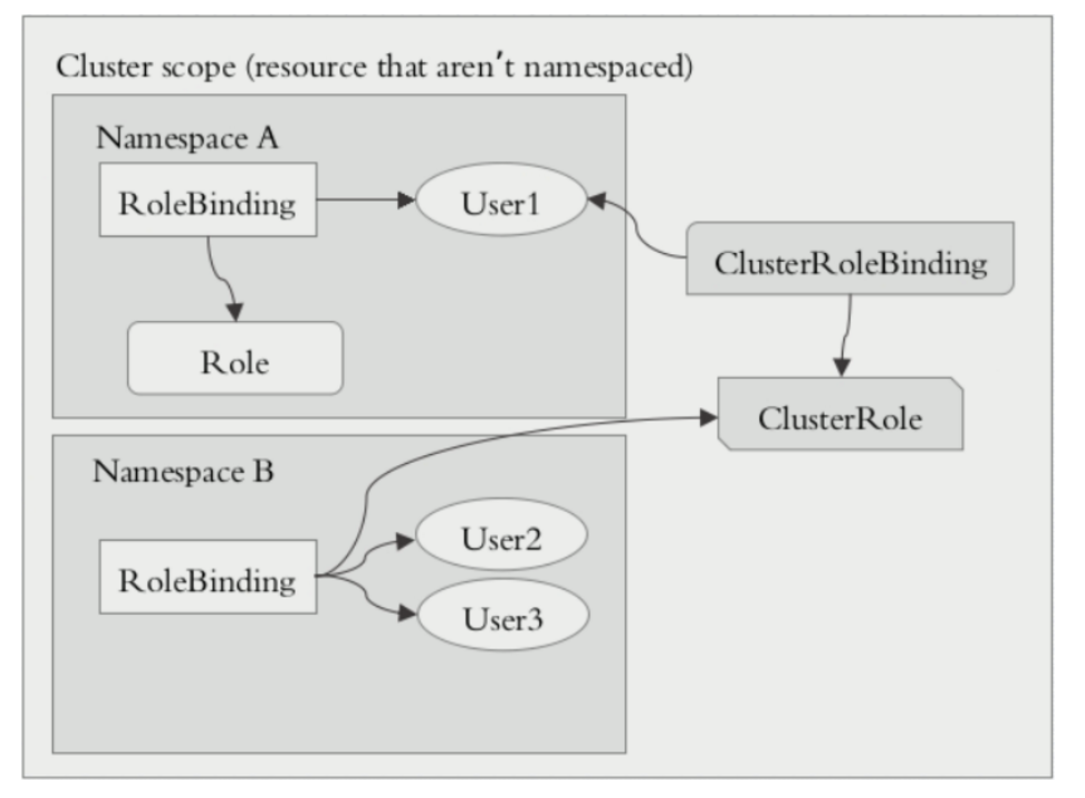 Cluster scope (resource that aren't namespaced)
Namespace A
RoleBinding
User1
ClusterRoleBinding
Role
ClusterRole
Namespace B
User2
RoleBinding
User3